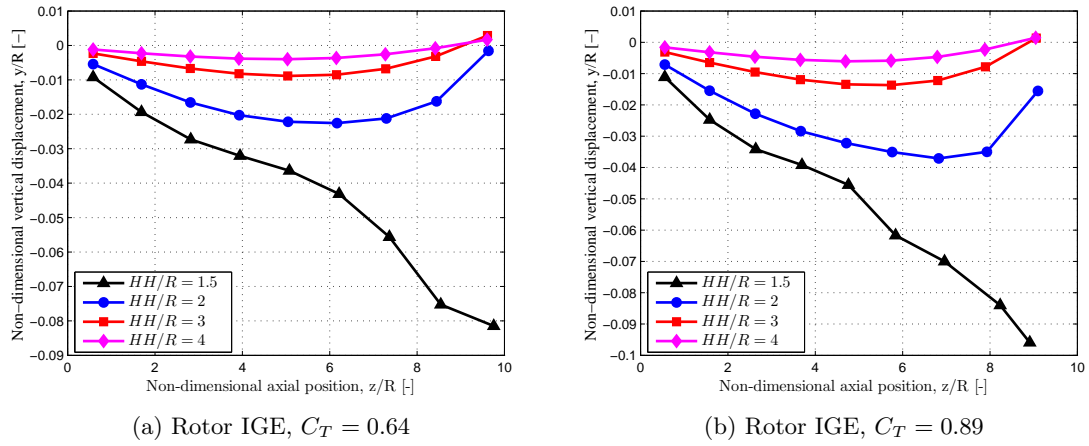 0.01
0
−0.01
−0.02
−0.03
−0.04
−0.05
−0.06
−0.07
−0.08
−0.09
Non−dimensional vertical displacement, y/R [−]
HH/R = 1.5
HH/R = 2
HH/R = 3
HH/R = 4
0 2 4 6 8 10
Non-dimensional axial position, z/R [-]
(a) Rotor IGE, C_T = 0.64
0.01
0
−0.01
−0.02
−0.03
−0.04
−0.05
−0.06
−0.07
−0.08
−0.09
−0.1
Non−dimensional vertical displacement, y/R [−]
HH/R = 1.5
HH/R = 2
HH/R = 3
HH/R = 4
0 2 4 6 8 10
Non-dimensional axial position, z/R [-]
(b) Rotor IGE, C_T = 0.89